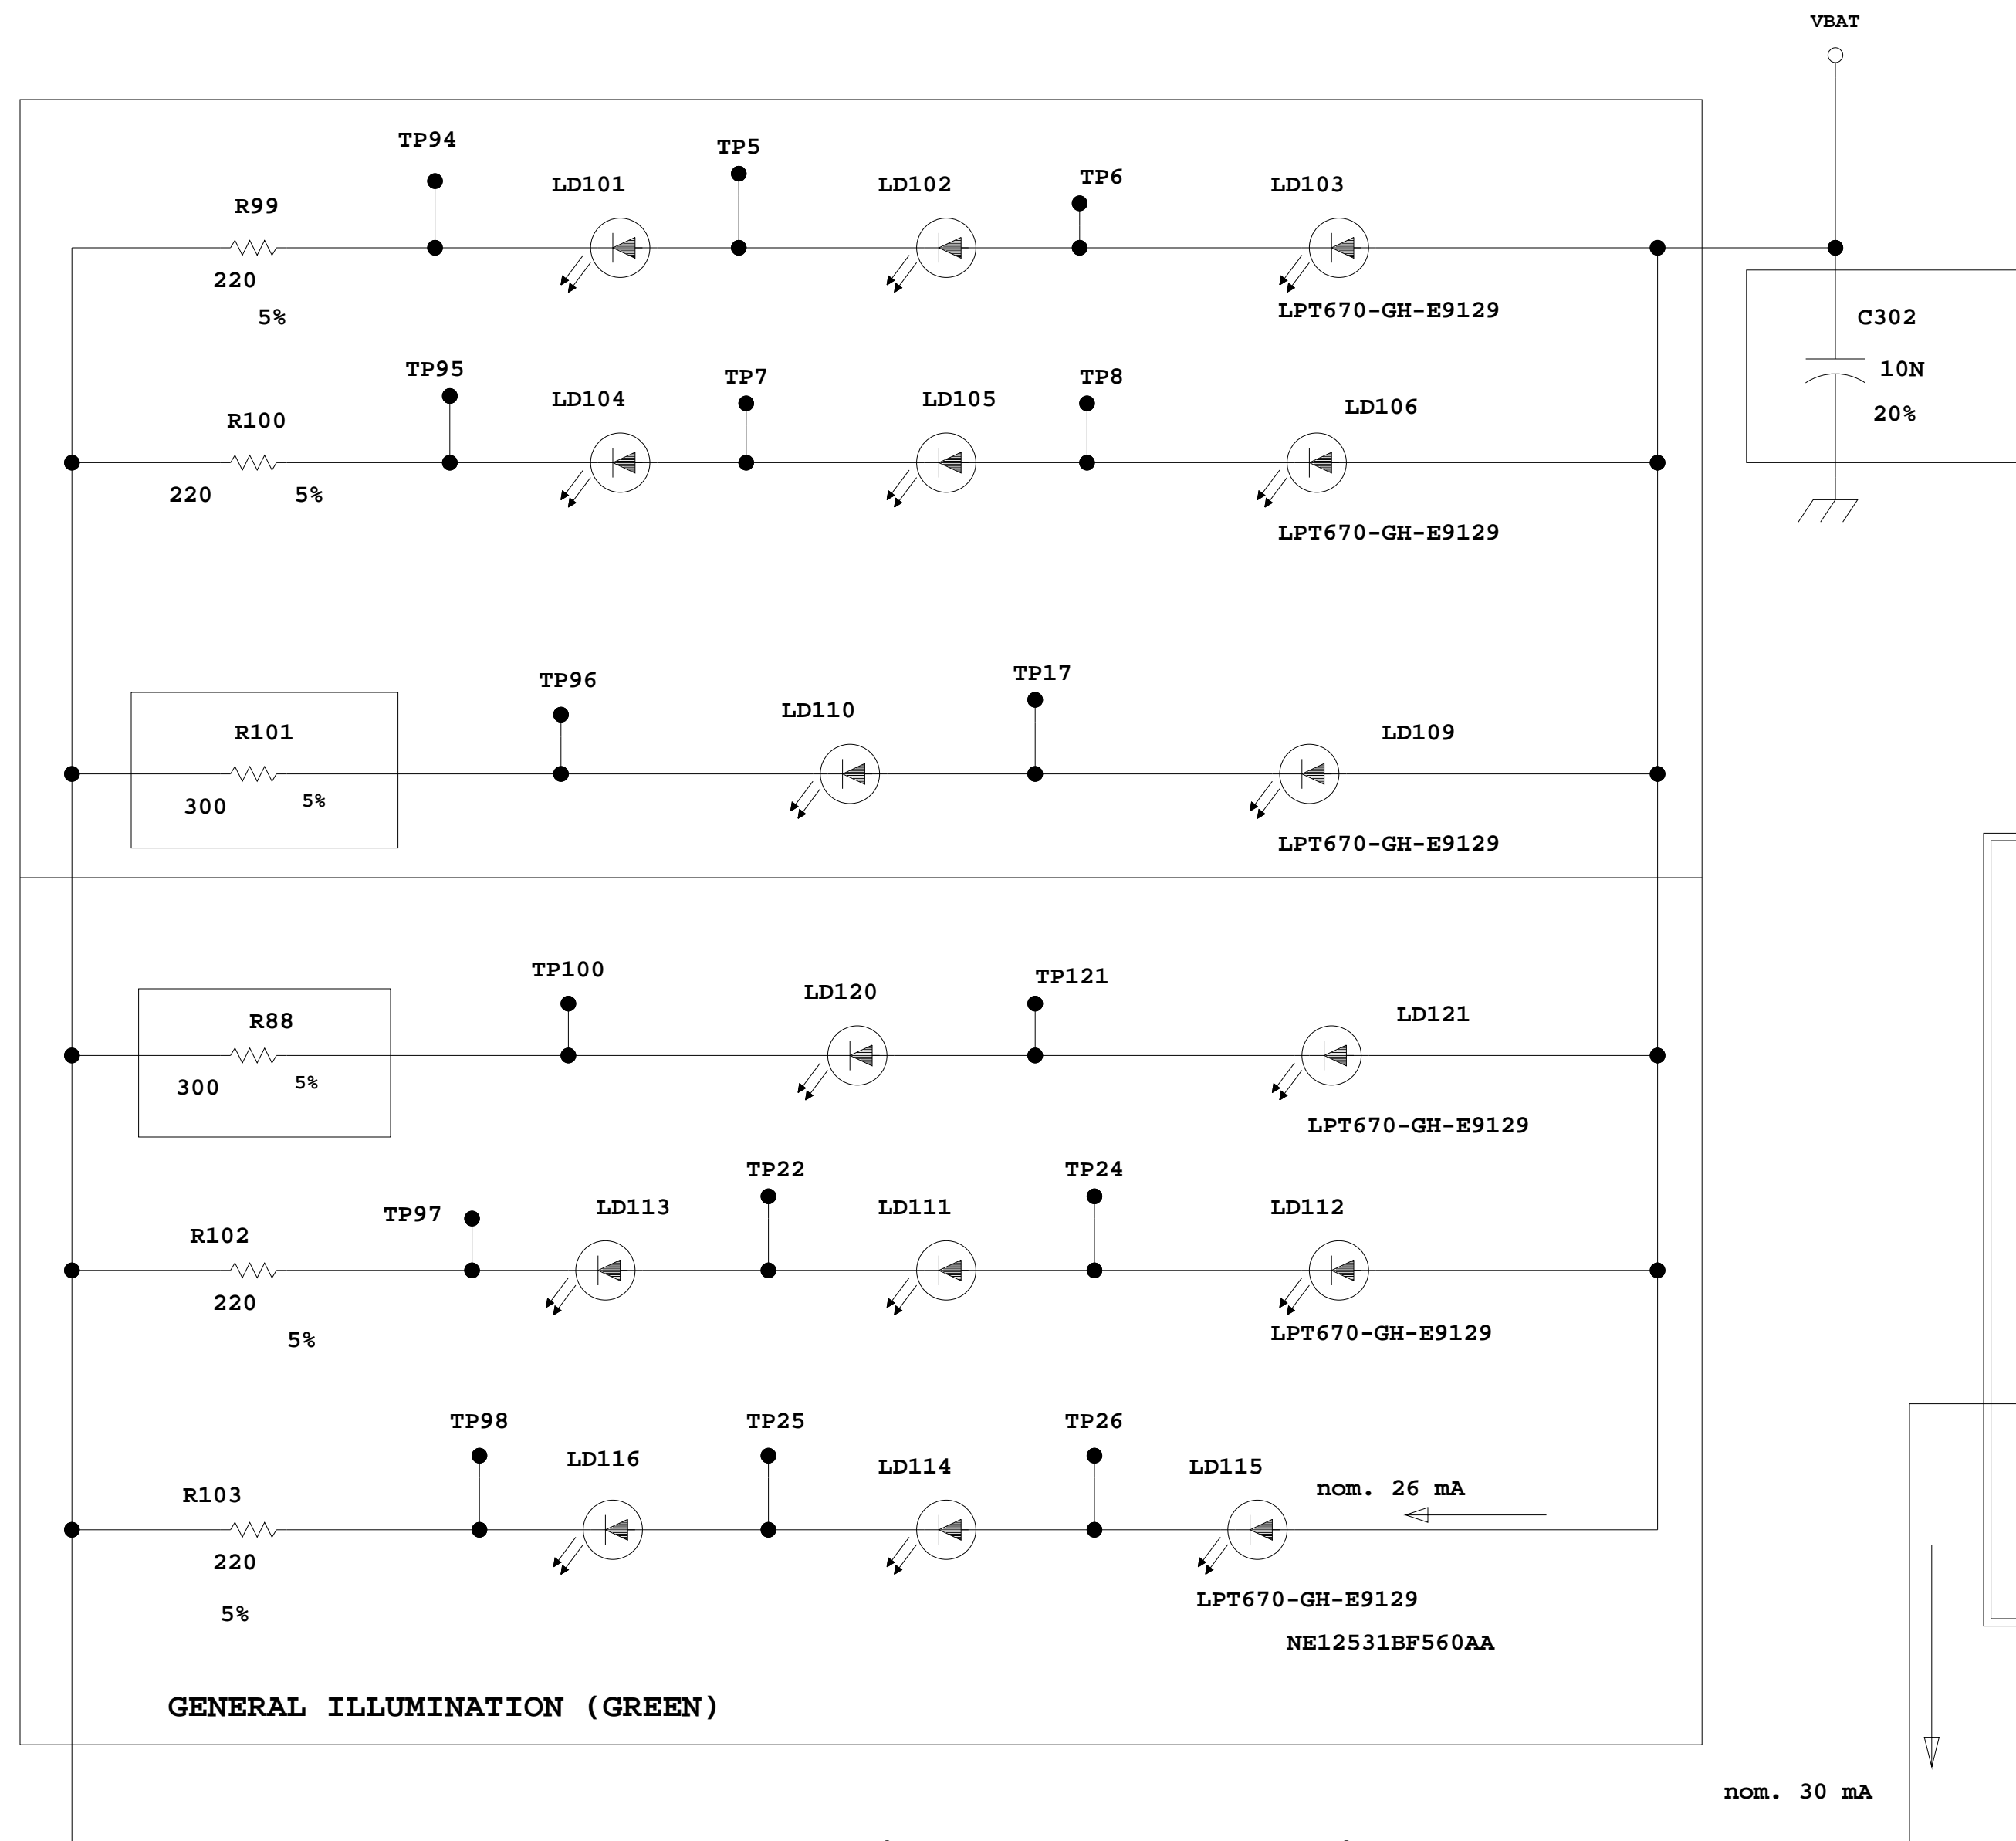 VBAT
TP94
TP5
TP6
LD101
LD102
LD103
R99
220
5%
LPT670-GH-E9129
C302
10N
20%
TP95
TP7
TP8
LD104
LD105
LD106
R100
220
5%
LPT670-GH-E9129
TP96
TP17
LD110
LD109
R101
300
5%
LPT670-GH-E9129
TP100
TP121
LD120
LD121
R88
300
5%
LPT670-GH-E9129
TP22
TP24
TP97
LD113
LD111
LD112
R102
220
5%
LPT670-GH-E9129
TP98
TP25
TP26
LD116
LD114
LD115
nom. 26 mA
R103
220
5%
LPT670-GH-E9129
NE12531BF560AA
GENERAL ILLUMINATION (GREEN)
nom. 30 mA